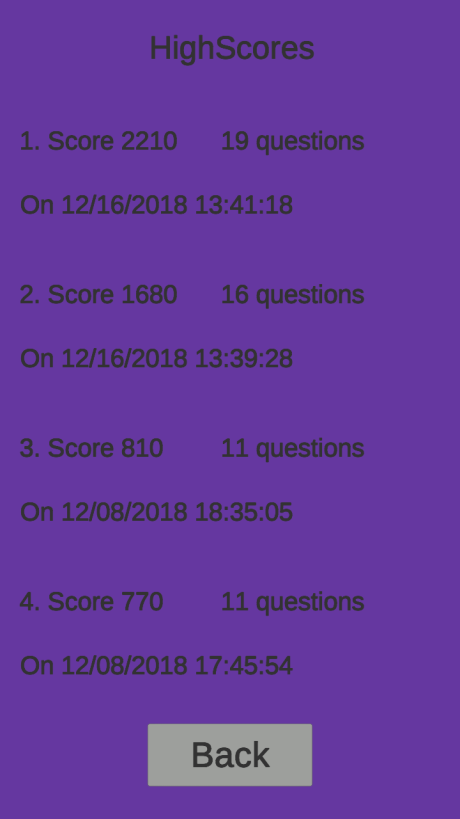 HighScores
1. Score 2210 19 questions
On 12/16/2018 13:41:18
2. Score 1680 16 questions
On 12/16/2018 13:39:28
3. Score 810 11 questions
On 12/08/2018 18:35:05
4. Score 770 11 questions
On 12/08/2018 17:45:54
Back